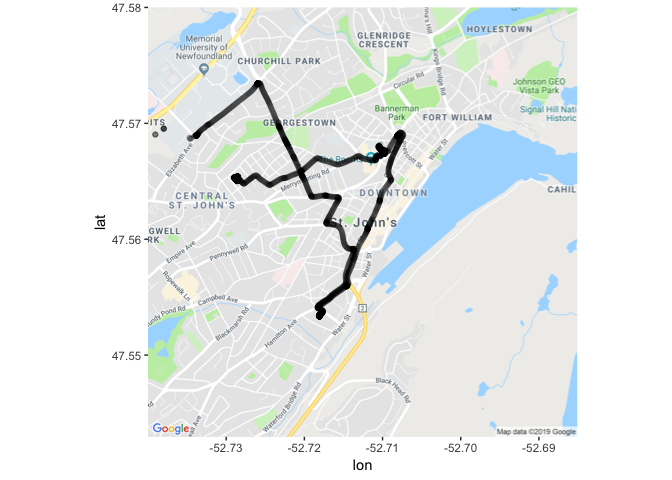 47.58
47.57
47.56
47.55
lat
-52.73
-52.72
-52.71
-52.70
-52.69
lon
Memorial
University of
Newfoundland
CHURCHILL PARK
GLENRIDGE
CRESCENT
HOYLESTOWN
Kings Bridge Rd
Circular Rd
Johnson GEO
Vista Park
Signal Hill Nati
Historic
Bannerman
Park
FORT WILLIAM
GEORGESTOWN
ITS
Elizabeth Ave
Prescott St
Water St
The Rooms
Merrymeeting Rd
CENTRAL
ST. JOHN'S
DOWNTOWN
CAHIL
St. John's
GWELL
RK
Empire Ave
Pennywell Rd
Water St
Ropewalk Ln
Campbell Ave
undy Pond Rd
Blackmarsh Rd
Hamilton Ave
Water St
2
Black Head Rd
Waterford Bridge Rd
Google
Map data ©2019 Google